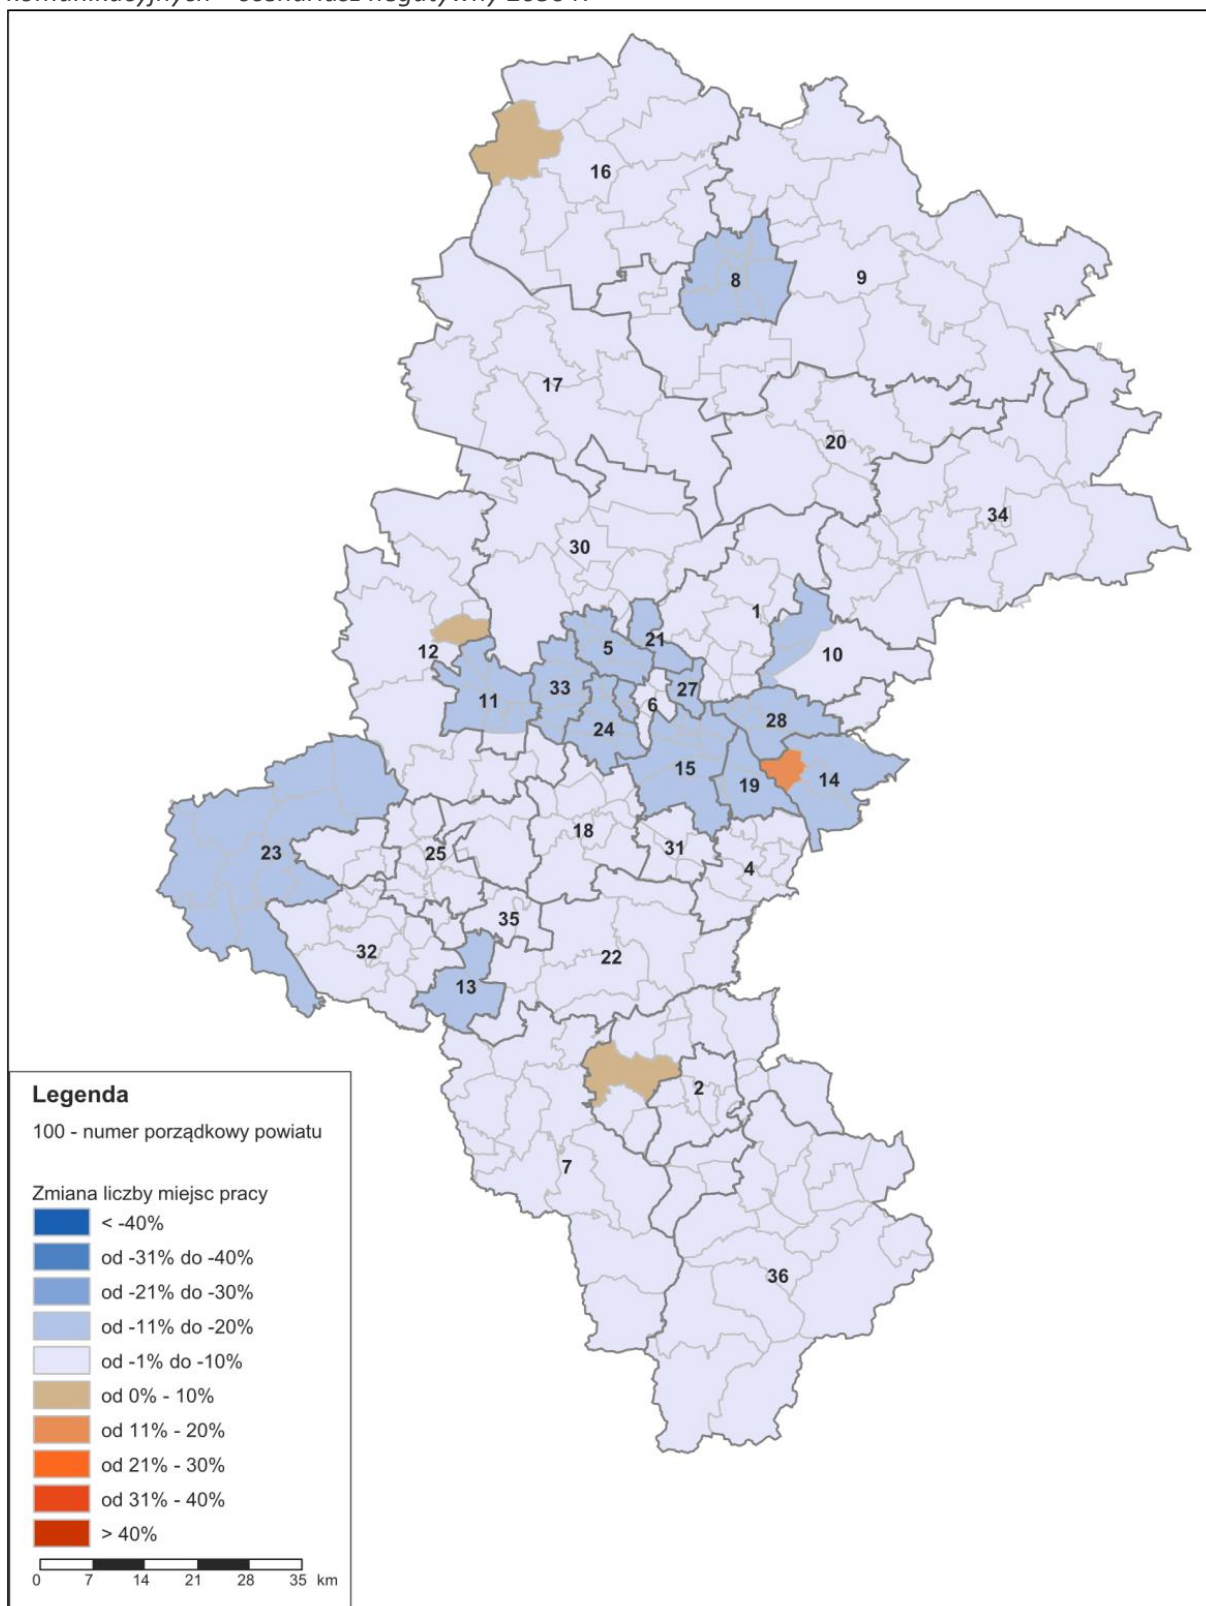 komunikacyjnych - scenariusz negatywny 2030 r.
16
8
9
17
20
34
30
1
21
5
12
10
33
27
11
6
24
28
15
19
14
18
23
25
31
4
35
32
22
13
2
7
36
Legenda
100 - numer porządkowy powiatu
Zmiana liczby miejsc pracy
< -40%
od -31% do -40%
od -21% do -30%
od -11% do -20%
od -1% do -10%
od 0% - 10%
od 11% - 20%
od 21% - 30%
od 31% - 40%
> 40%
0 7 14 21 28 35 km